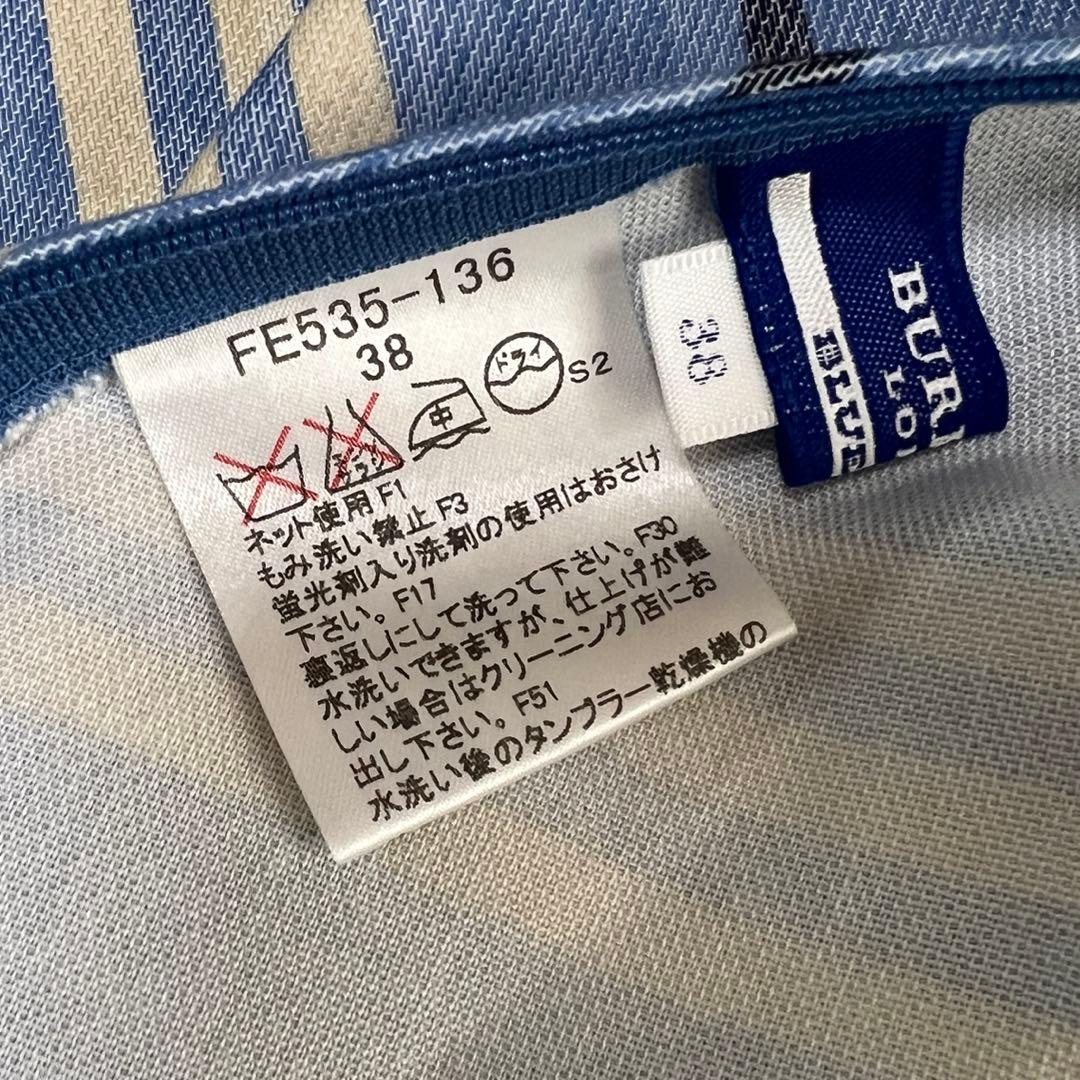 FE535-136
38
中
ドライ
S2
ネット使用 F1
もみ洗い禁止 F3
蛍光剤入り洗剤の使用はおさけ
下さい。F17
裏返しにして洗って下さい。F30
水洗いできますが、仕上げが難
しい場合はクリーニング店にお
出し下さい。F51
水洗い後のタンブラー乾燥機の
38